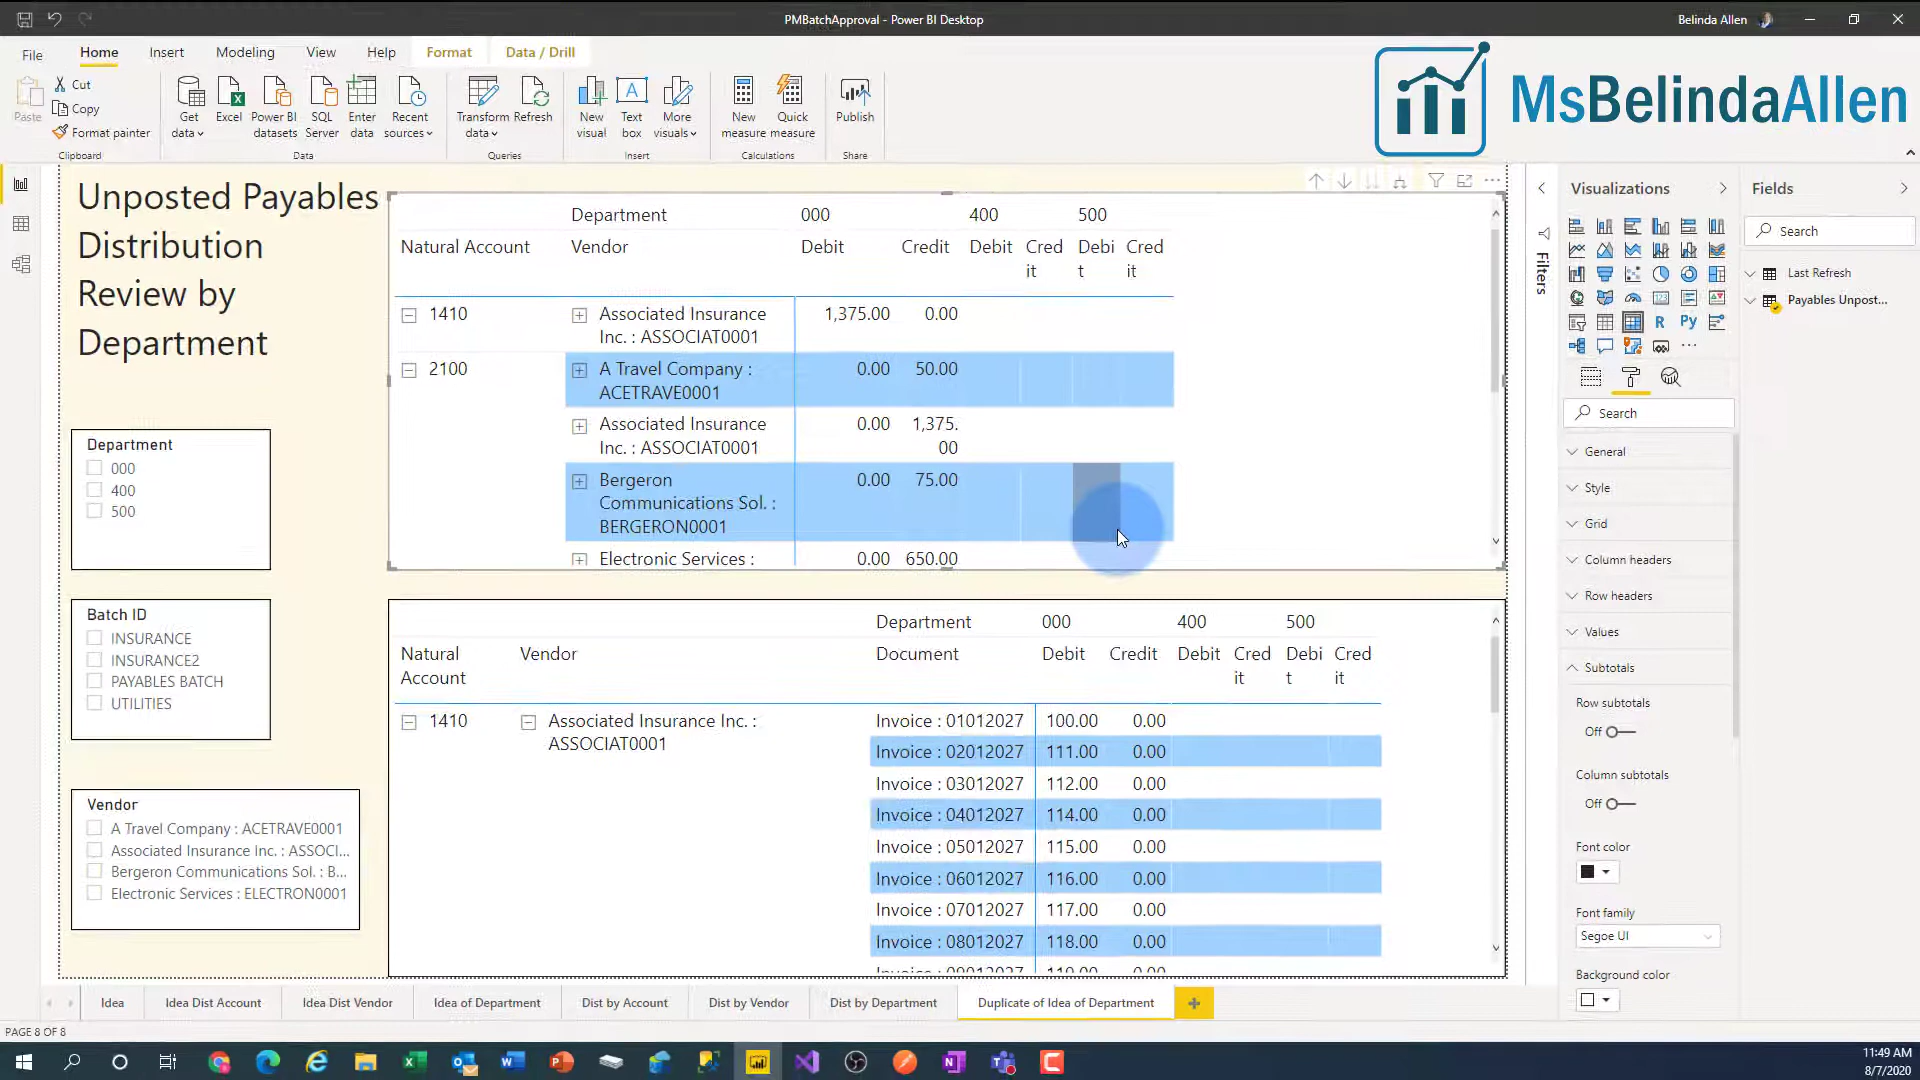 PMBatchApproval - Power BI Desktop
Belinda Allen
File
Home
Insert
Modeling
View
Help
Format
Data / Drill
Paste
Cut
Copy
Format painter
Clipboard
Get data
Excel
Power BI datasets
SQL Server
Enter data
Recent sources
Data
Transform data
Refresh
Queries
New visual
Text box
More visuals
Insert
New measure
Quick measure
Calculations
Publish
Share
MsBelindaAllen
Unposted Payables
Distribution
Review by
Department
Department
000
400
500
Batch ID
INSURANCE
INSURANCE2
PAYABLES BATCH
UTILITIES
Vendor
A Travel Company : ACETRAVE0001
Associated Insurance Inc. : ASSOCI...
Bergeron Communications Sol. : B...
Electronic Services : ELECTRON0001
Department 000 400 500
Natural Account Vendor Debit Credit Debit Cred Debi Cred
it t it
1410 Associated Insurance 1,375.00 0.00
Inc. : ASSOCIAT0001
2100 A Travel Company : 0.00 50.00
ACETRAVE0001
Associated Insurance 0.00 1,375.
Inc. : ASSOCIAT0001 00
Bergeron 0.00 75.00
Communications Sol. :
BERGERON0001
Electronic Services : 0.00 650.00
Department 000 400 500
Natural Vendor Document Debit Credit Debit Cred Debi Cred
Account it t it
1410 Associated Insurance Inc. : Invoice : 01012027 100.00 0.00
ASSOCIAT0001
Invoice : 02012027 111.00 0.00
Invoice : 03012027 112.00 0.00
Invoice : 04012027 114.00 0.00
Invoice : 05012027 115.00 0.00
Invoice : 06012027 116.00 0.00
Invoice : 07012027 117.00 0.00
Invoice : 08012027 118.00 0.00
Filters
Visualizations
R Py
Search
General
Style
Grid
Column headers
Row headers
Values
Subtotals
Row subtotals
Off
Column subtotals
Off
Font color
Font family
Segoe UI
Background color
Fields
Search
Last Refresh
Payables Unpost...
Idea
Idea Dist Account
Idea Dist Vendor
Idea of Department
Dist by Account
Dist by Vendor
Dist by Department
Duplicate of Idea of Department
PAGE 8 OF 8
11:49 AM
8/7/2020